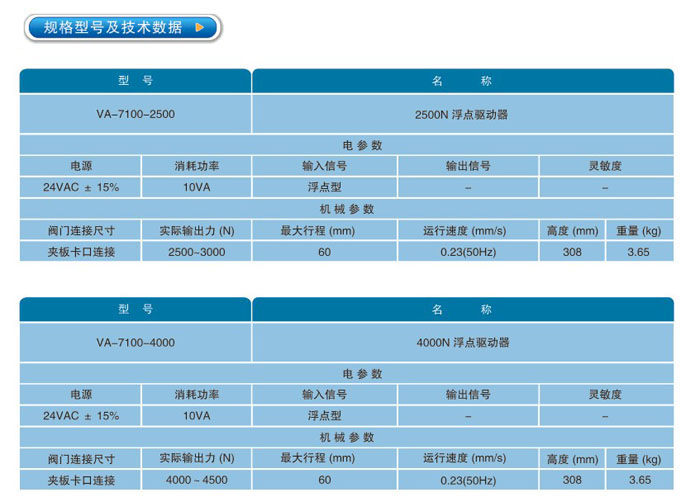 规格型号及技术数据
型 号 名 称
VA-7100-2500 2500N 浮点驱动器
电 参 数
电源 消耗功率 输入信号 输出信号 灵敏度
24VAC ± 15% 10VA 浮点型 – –
机 械 参 数
阀门连接尺寸 实际输出力 (N) 最大行程 (mm) 运行速度 (mm/s) 高度 (mm) 重量 (kg)
夹板卡口连接 2500~3000 60 0.23(50Hz) 308 3.65
型 号 名 称
VA-7100-4000 4000N 浮点驱动器
电 参 数
电源 消耗功率 输入信号 输出信号 灵敏度
24VAC ± 15% 10VA 浮点型 – –
机 械 参 数
阀门连接尺寸 实际输出力 (N) 最大行程 (mm) 运行速度 (mm/s) 高度 (mm) 重量 (kg)
夹板卡口连接 4000 ~ 4500 60 0.23(50Hz) 308 3.65